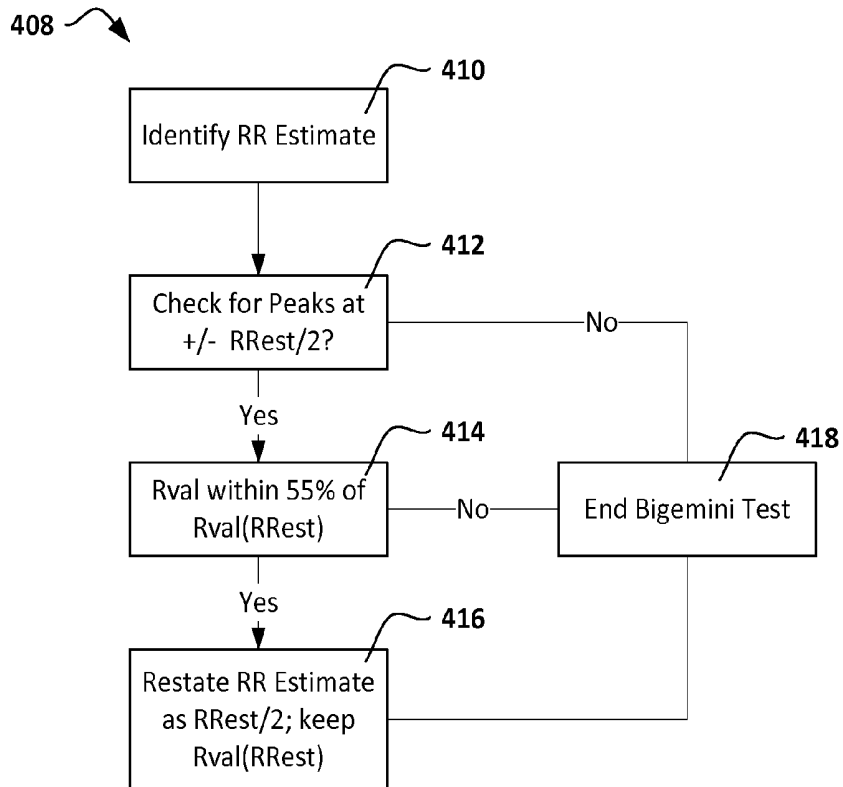 408
410
Identify RR Estimate
412
Check for Peaks at
+/- RRest/2?
No
Yes
414
418
Rval within 55% of
Rval(RRest)
No
End Bigemini Test
Yes
416
Restate RR Estimate
as RRest/2; keep
Rval(RRest)